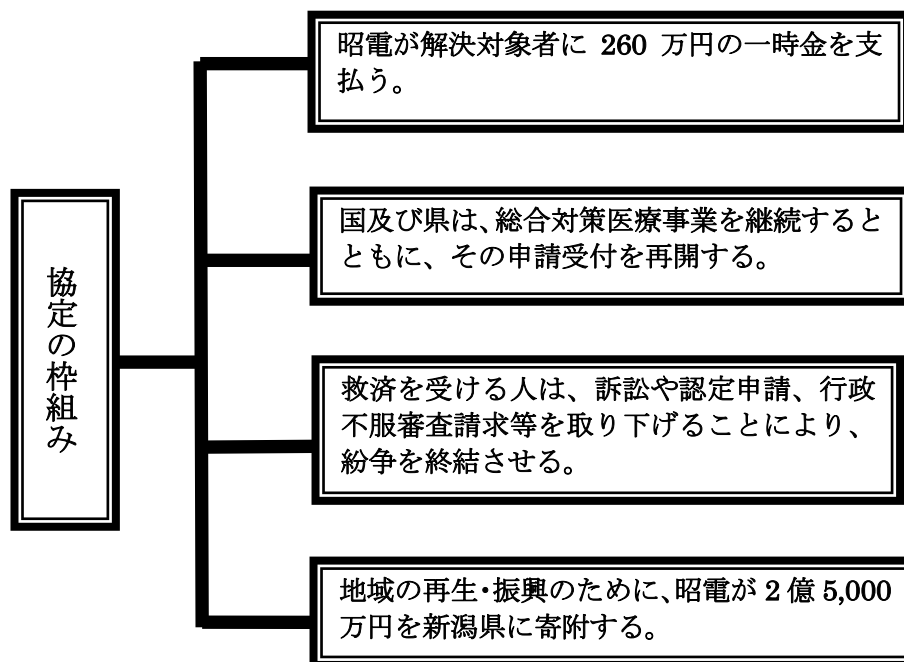 協定の枠組み
昭電が解決対象者に 260 万円の一時金を支
払う。
国及び県は、総合対策医療事業を継続すると
ともに、その申請受付を再開する。
救済を受ける人は、訴訟や認定申請、行政
不服審査請求等を取り下げることにより、
紛争を終結させる。
地域の再生・振興のために、昭電が 2 億 5,000
万円を新潟県に寄附する。